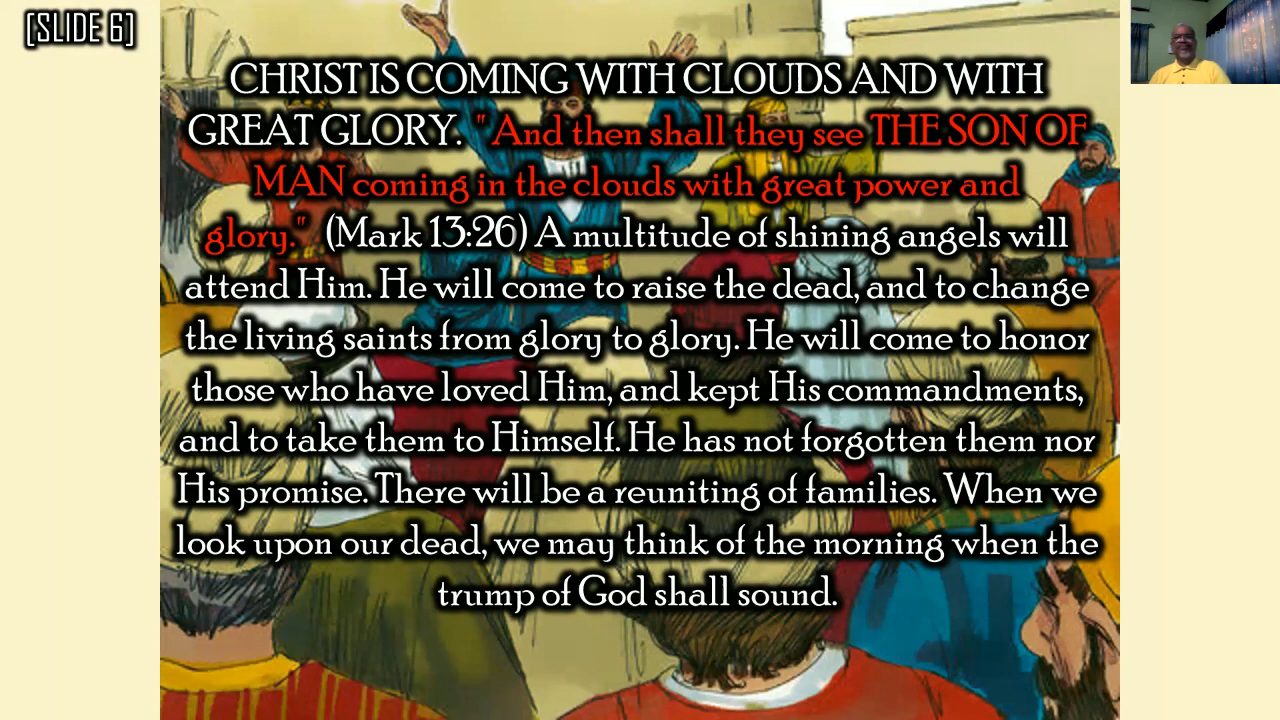 [SLIDE 6]
CHRIST IS COMING WITH CLOUDS AND WITH
GREAT GLORY. "And then shall they see THE SON OF
MAN coming in the clouds with great power and
glory." (Mark 13:26) A multitude of shining angels will
attend Him. He will come to raise the dead, and to change
the living saints from glory to glory. He will come to honor
those who have loved Him, and kept His commandments,
and to take them to Himself. He has not forgotten them nor
His promise. There will be a reuniting of families. When we
look upon our dead, we may think of the morning when the
trump of God shall sound.